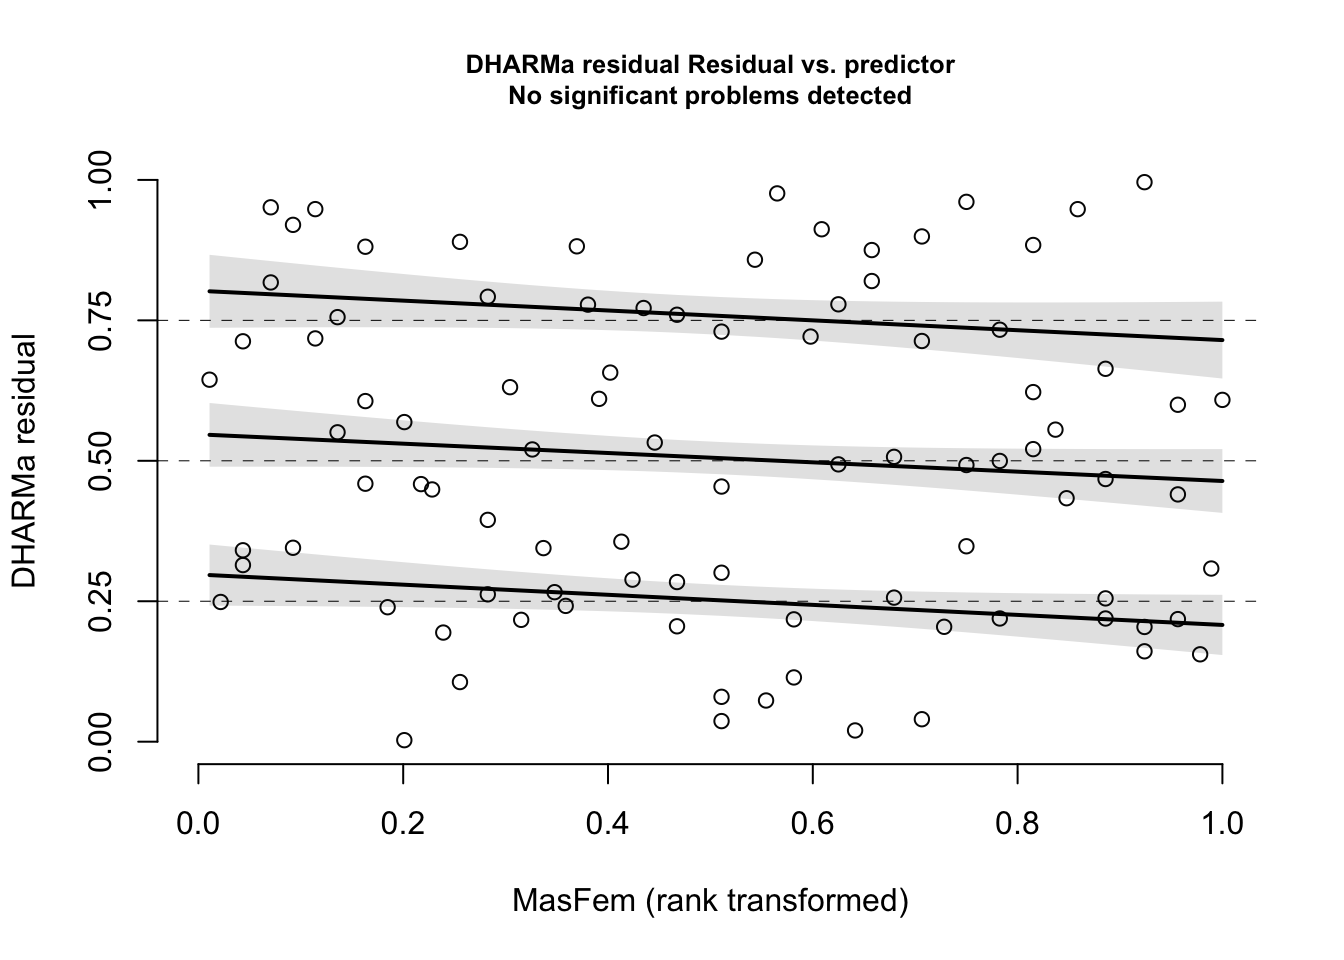 DHARMa residual Residual vs. predictor
No significant problems detected
DHARMa residual
1.00
0.75
0.50
0.25
0.00
0.0 0.2 0.4 0.6 0.8 1.0
MasFem (rank transformed)